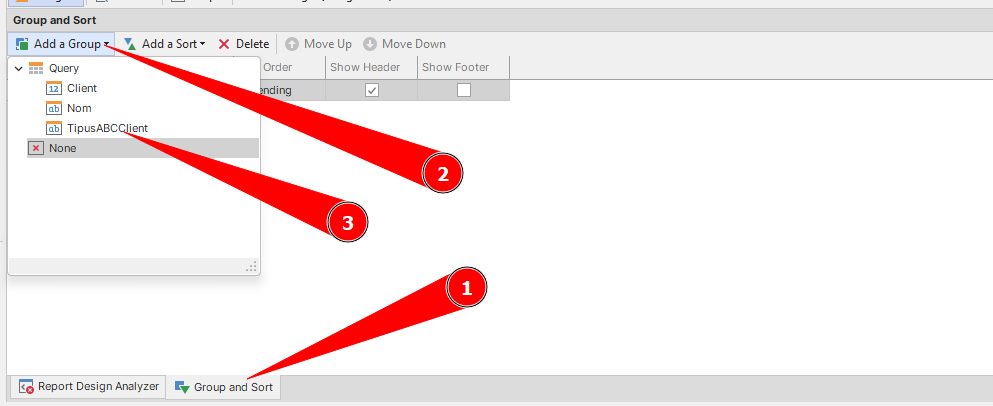 Group and Sort
Add a Group Add a Sort Delete Move Up Move Down
Order Show Header Show Footer
Query
Client
ending
Nom
TipusABCClient
None
2
3
1
Report Design Analyzer Group and Sort